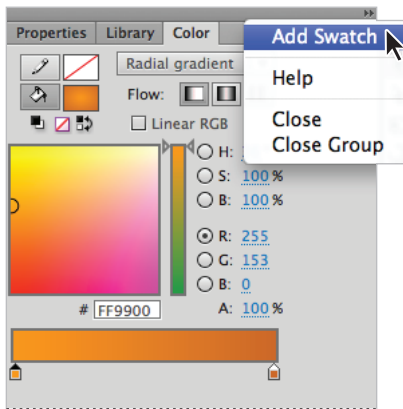 Properties Library Color
Add Swatch
Radial gradient
Help
Flow:
Close
Linear RGB
Close Group
H:
S: 100 %
B: 100 %
R: 255
G: 153
B: 0
# FF9900
A: 100 %